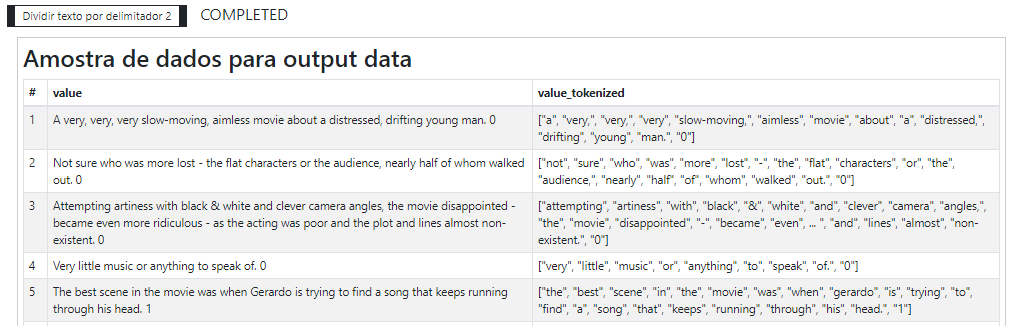 Dividir texto por delimitador 2 COMPLETED
Amostra de dados para output data
# value value_tokenized
1 A very, very, very slow-moving, aimless movie about a distressed, drifting young man. 0 ["a", "very,", "very,", "very", "slow-moving,", "aimless", "movie", "about", "a", "distressed,",
"drifting", "young", "man.", "0"]
2 Not sure who was more lost - the flat characters or the audience, nearly half of whom walked
out. 0
["not", "sure", "who", "was", "more", "lost", "-", "the", "flat", "characters", "or", "the",
"audience,", "nearly", "half", "of", "whom", "walked", "out.", "0"]
3 Attempting artiness with black & white and clever camera angles, the movie disappointed -
became even more ridiculous - as the acting was poor and the plot and lines almost non-
existent. 0
["attempting", "artiness", "with", "black", "&", "white", "and", "clever", "camera", "angles,",
"the", "movie", "disappointed", "-", "became", "even", ... ", "and", "lines", "almost", "non-
existent.", "0"]
4 Very little music or anything to speak of. 0 ["very", "little", "music", "or", "anything", "to", "speak", "of.", "0"]
5 The best scene in the movie was when Gerardo is trying to find a song that keeps running
through his head. 1
["the", "best", "scene", "in", "the", "movie", "was", "when", "gerardo", "is", "trying", "to",
"find", "a", "song", "that", "keeps", "running", "through", "his", "head.", "1"]